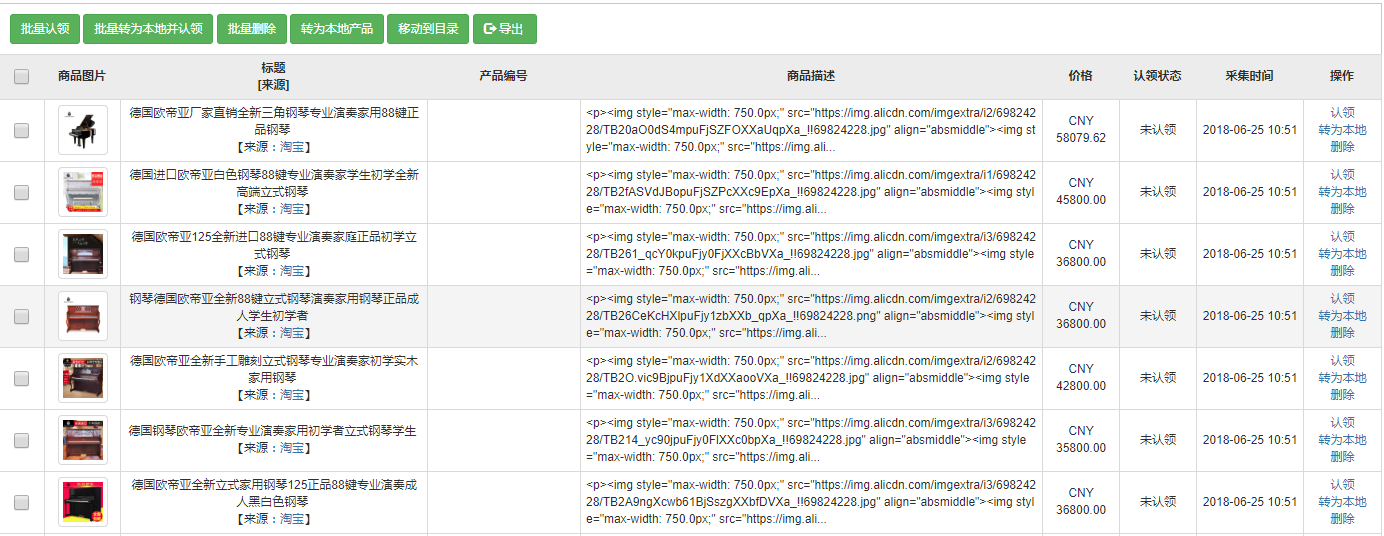 批量认领 批量转为本地并认领 批量删除 转为本地产品 移动到目录 导出
商品图片 标题 产品编号 商品描述 价格 认领状态 采集时间 操作
[来源]
德国欧帝亚厂家直销全新三角钢琴专业演奏家用88键正
品钢琴
【来源：淘宝】
<p><img style="max-width: 750.0px;" src="https://img.alicdn.com/imgextra/i2/698242
28/TB20aO0dS4mpuFjSZFOXXaUqpXa_!!69824228.jpg" align="absmiddle"><img st
yle="max-width: 750.0px;" src="https://img.ali...
CNY
58079.62
未认领
2018-06-25 10:51
认领
转为本地
删除
德国进口欧帝亚白色钢琴88键专业演奏家学生初学全新
高端立式钢琴
【来源：淘宝】
<p><img style="max-width: 750.0px;" src="https://img.alicdn.com/imgextra/i1/698242
28/TB2fASVdJBopuFjSZPcXXc9EpXa_!!69824228.jpg" align="absmiddle"><img styl
e="max-width: 750.0px;" src="https://img.ali...
CNY
45800.00
未认领
2018-06-25 10:51
认领
转为本地
删除
德国欧帝亚125全新进口88键专业演奏家庭正品初学立
式钢琴
【来源：淘宝】
<p><img style="max-width: 750.0px;" src="https://img.alicdn.com/imgextra/i3/698242
28/TB261_qcY0kpuFjy0FjXXcBbVXa_!!69824228.jpg" align="absmiddle"><img style
="max-width: 750.0px;" src="https://img.ali...
CNY
36800.00
未认领
2018-06-25 10:51
认领
转为本地
删除
钢琴德国欧帝亚全新88键立式钢琴演奏家用钢琴正品成
人学生初学者
【来源：淘宝】
<p><img style="max-width: 750.0px;" src="https://img.alicdn.com/imgextra/i2/698242
28/TB26CeKcHXlpuFjy1zbXXb_qpXa_!!69824228.png" align="absmiddle"><img styl
e="max-width: 750.0px;" src="https://img.ali...
CNY
36800.00
未认领
2018-06-25 10:51
认领
转为本地
删除
德国欧帝亚全新手工雕刻立式钢琴专业演奏家初学实木
家用钢琴
【来源：淘宝】
<p><img style="max-width: 750.0px;" src="https://img.alicdn.com/imgextra/i2/698242
28/TB2O.vic9BjpuFjy1XdXXaooVXa_!!69824228.jpg" align="absmiddle"><img style
="max-width: 750.0px;" src="https://img.ali...
CNY
42800.00
未认领
2018-06-25 10:51
认领
转为本地
删除
德国钢琴欧帝亚全新专业演奏家用初学者立式钢琴学生
【来源：淘宝】
<p><img style="max-width: 750.0px;" src="https://img.alicdn.com/imgextra/i3/698242
28/TB214_yc90jpuFjy0FlXXc0bpXa_!!69824228.jpg" align="absmiddle"><img style
="max-width: 750.0px;" src="https://img.ali...
CNY
35800.00
未认领
2018-06-25 10:51
认领
转为本地
删除
德国欧帝亚全新立式家用钢琴125正品88键专业演奏成
人黑白色钢琴
【来源：淘宝】
<p><img style="max-width: 750.0px;" src="https://img.alicdn.com/imgextra/i3/698242
28/TB2A9ngXcwb61BjSszgXXbfDVXa_!!69824228.jpg" align="absmiddle"><img style
="max-width: 750.0px;" src="https://img.ali...
CNY
36800.00
未认领
2018-06-25 10:51
认领
转为本地
删除